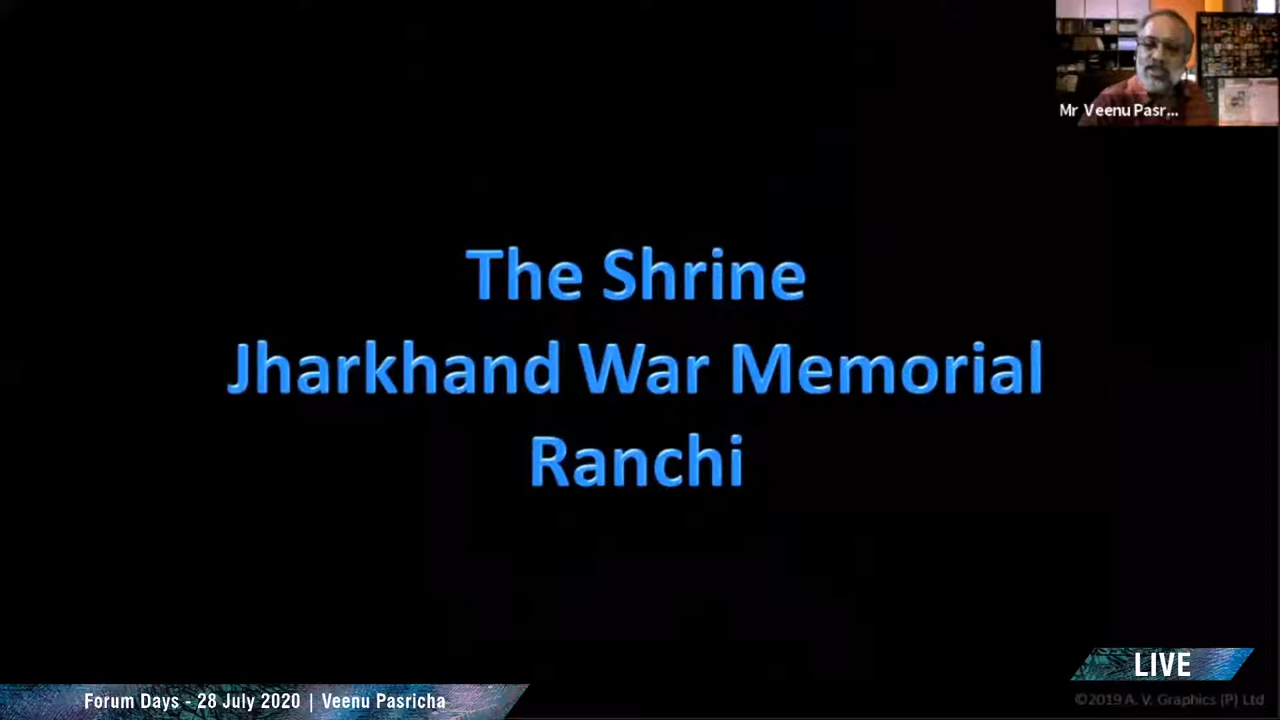 Mr Veenu Pasr...
The Shrine
Jharkhand War Memorial
Ranchi
LIVE
Forum Days - 28 July 2020 | Veenu Pasricha
©2019 A. V. Graphics (P) Ltd